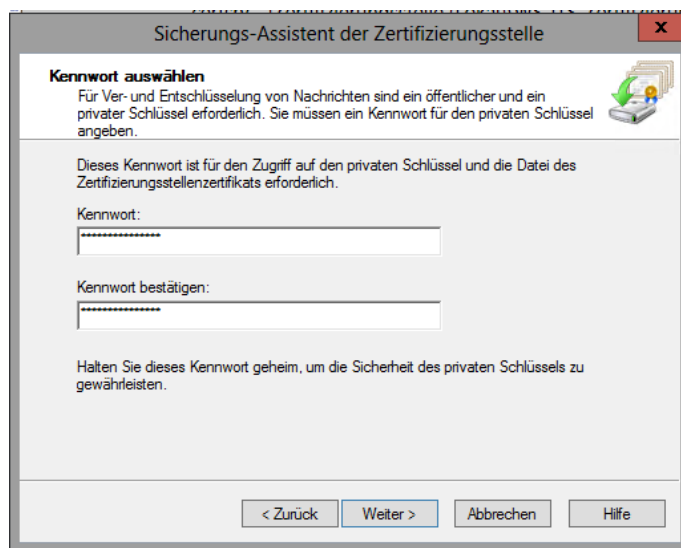 Sicherungs-Assistent der Zertifizierungsstelle
x
Kennwort auswählen
Für Ver- und Entschlüsselung von Nachrichten sind ein öffentlicher und ein
privater Schlüssel erforderlich. Sie müssen ein Kennwort für den privaten Schlüssel
angeben.
Dieses Kennwort ist für den Zugriff auf den privaten Schlüssel und die Datei des
Zertifizierungsstellenzertifikats erforderlich.
Kennwort:
***************
Kennwort bestätigen:
***************
Halten Sie dieses Kennwort geheim, um die Sicherheit des privaten Schlüssels zu
gewährleisten.
< Zurück
Weiter >
Abbrechen
Hilfe